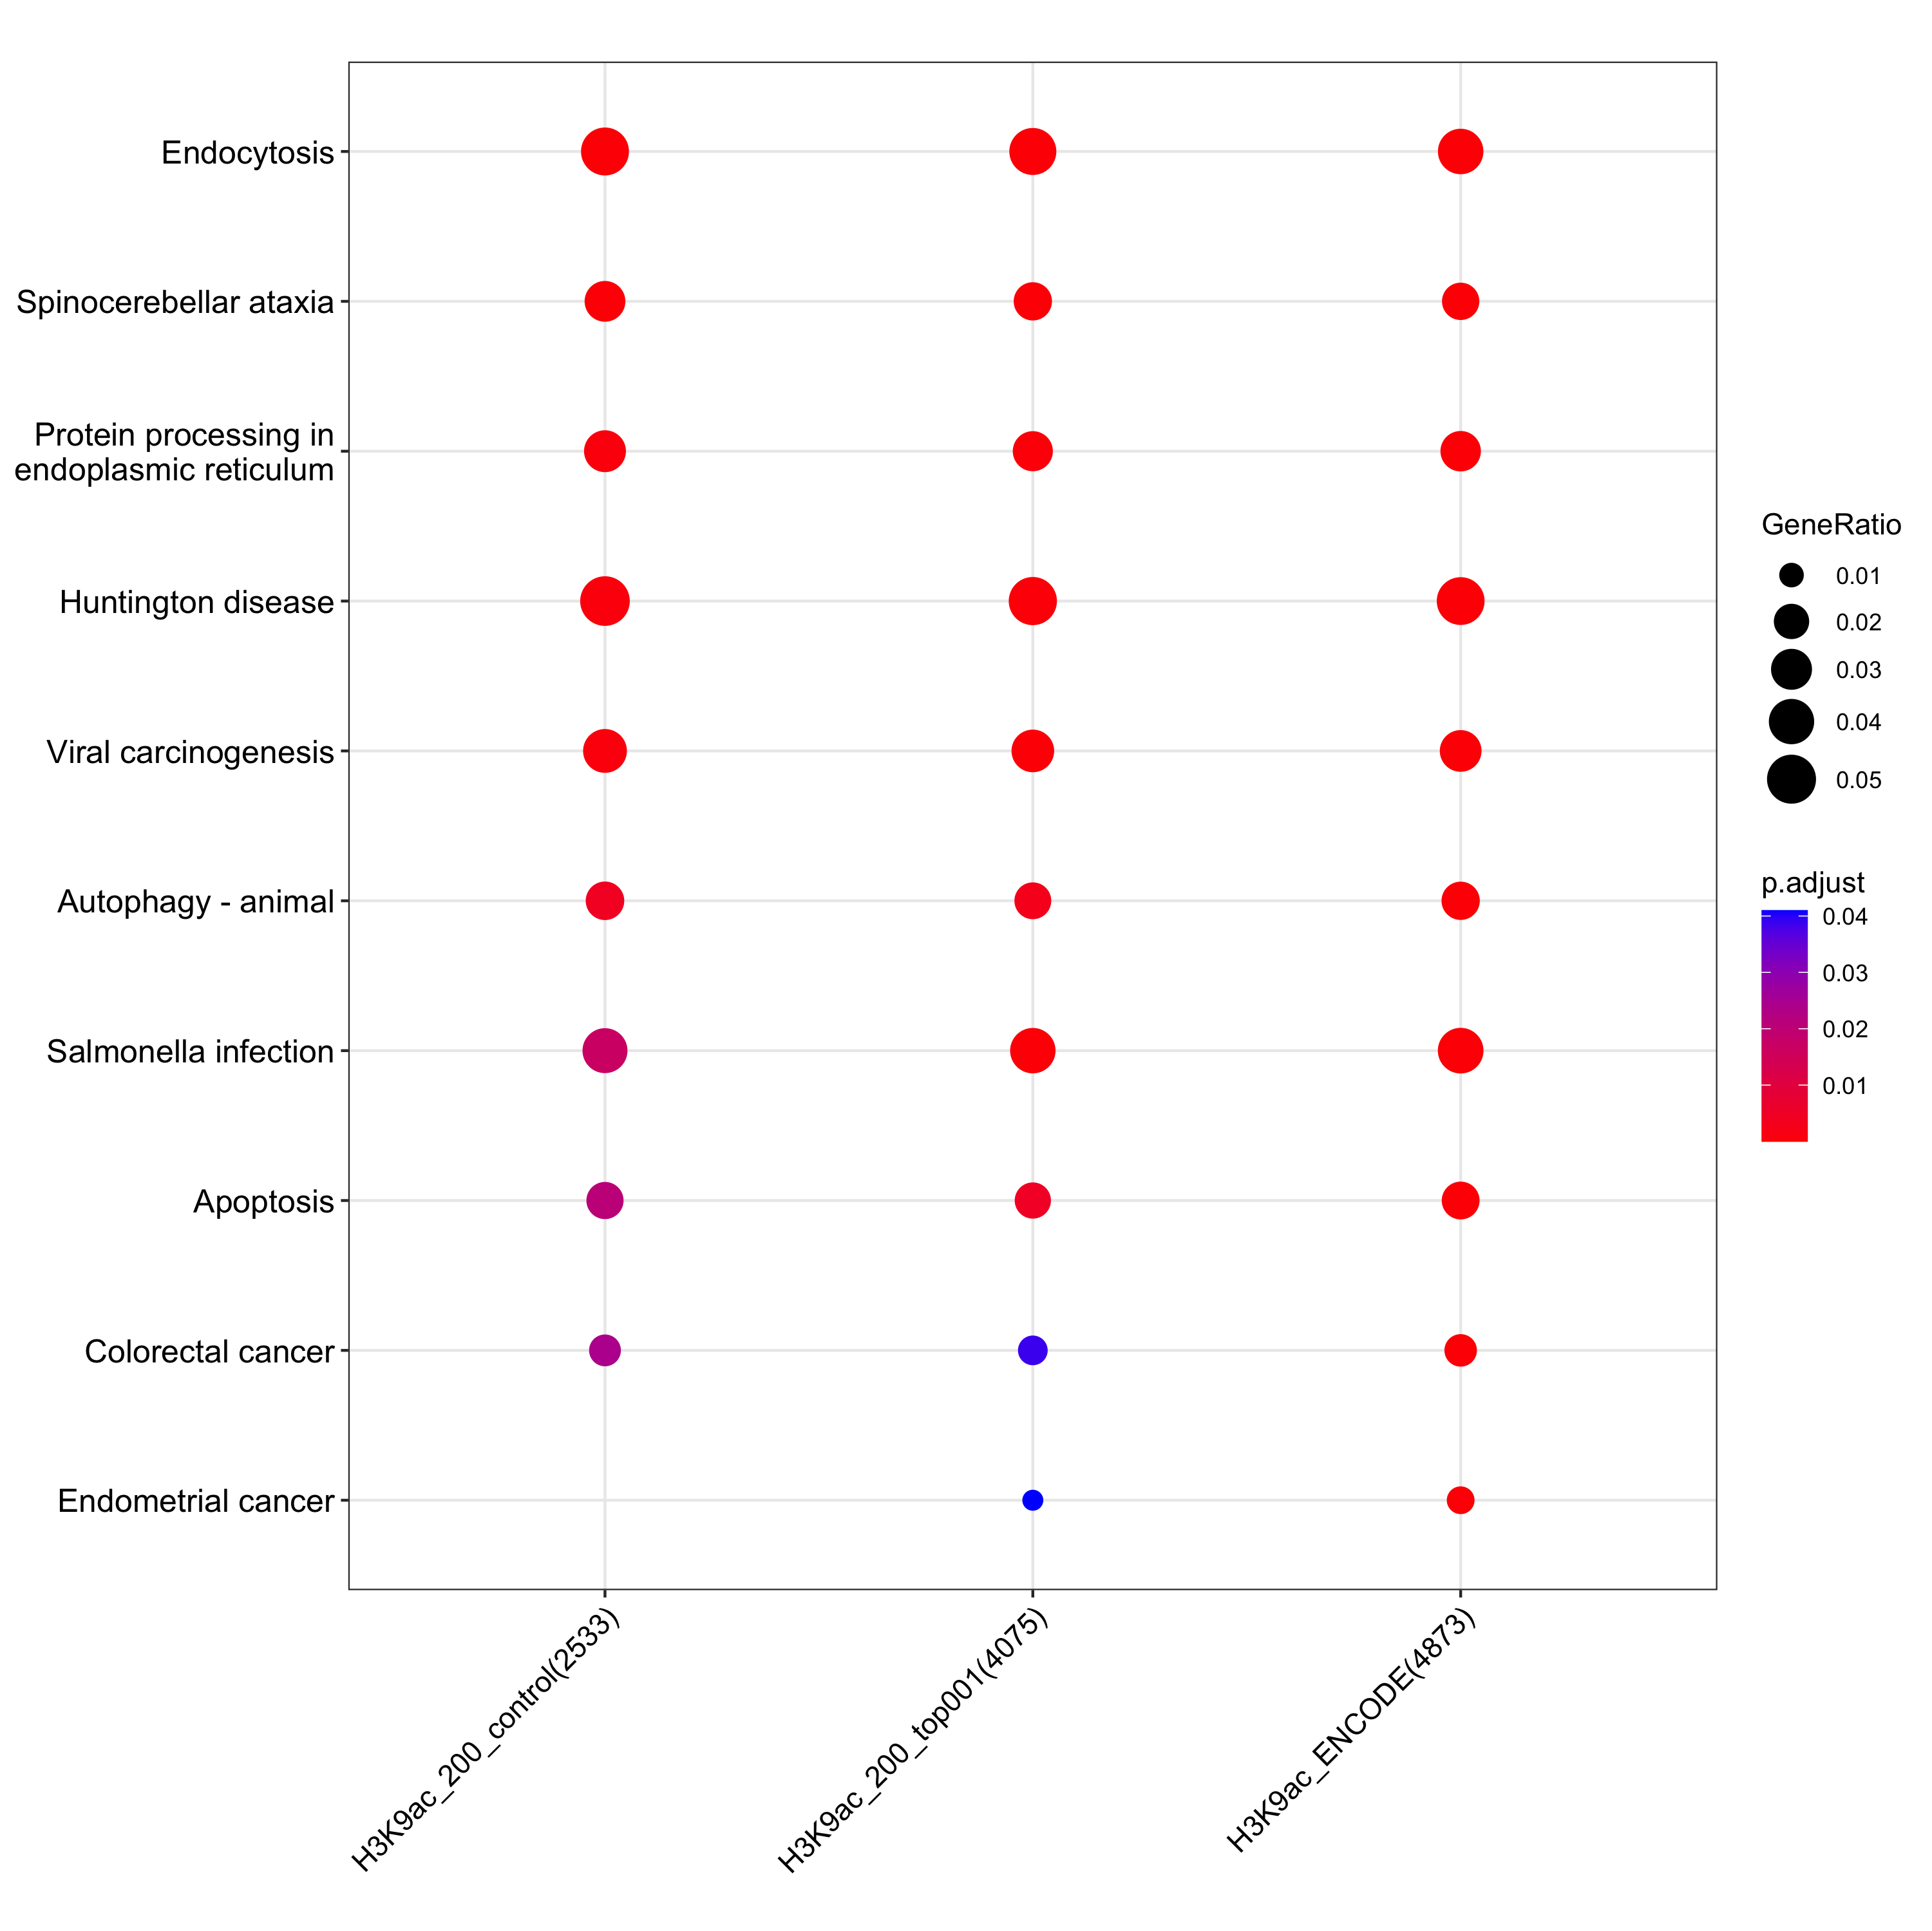 Endocytosis
Spinocerebellar ataxia
Protein processing in
endoplasmic reticulum
Huntington disease
Viral carcinogenesis
Autophagy - animal
Salmonella infection
Apoptosis
Colorectal cancer
Endometrial cancer
H3K9ac_200_control(2533)
H3K9ac_200_top001(4075)
H3K9ac_ENCODE(4873)
GeneRatio
0.01
0.02
0.03
0.04
0.05
p.adjust
0.04
0.03
0.02
0.01